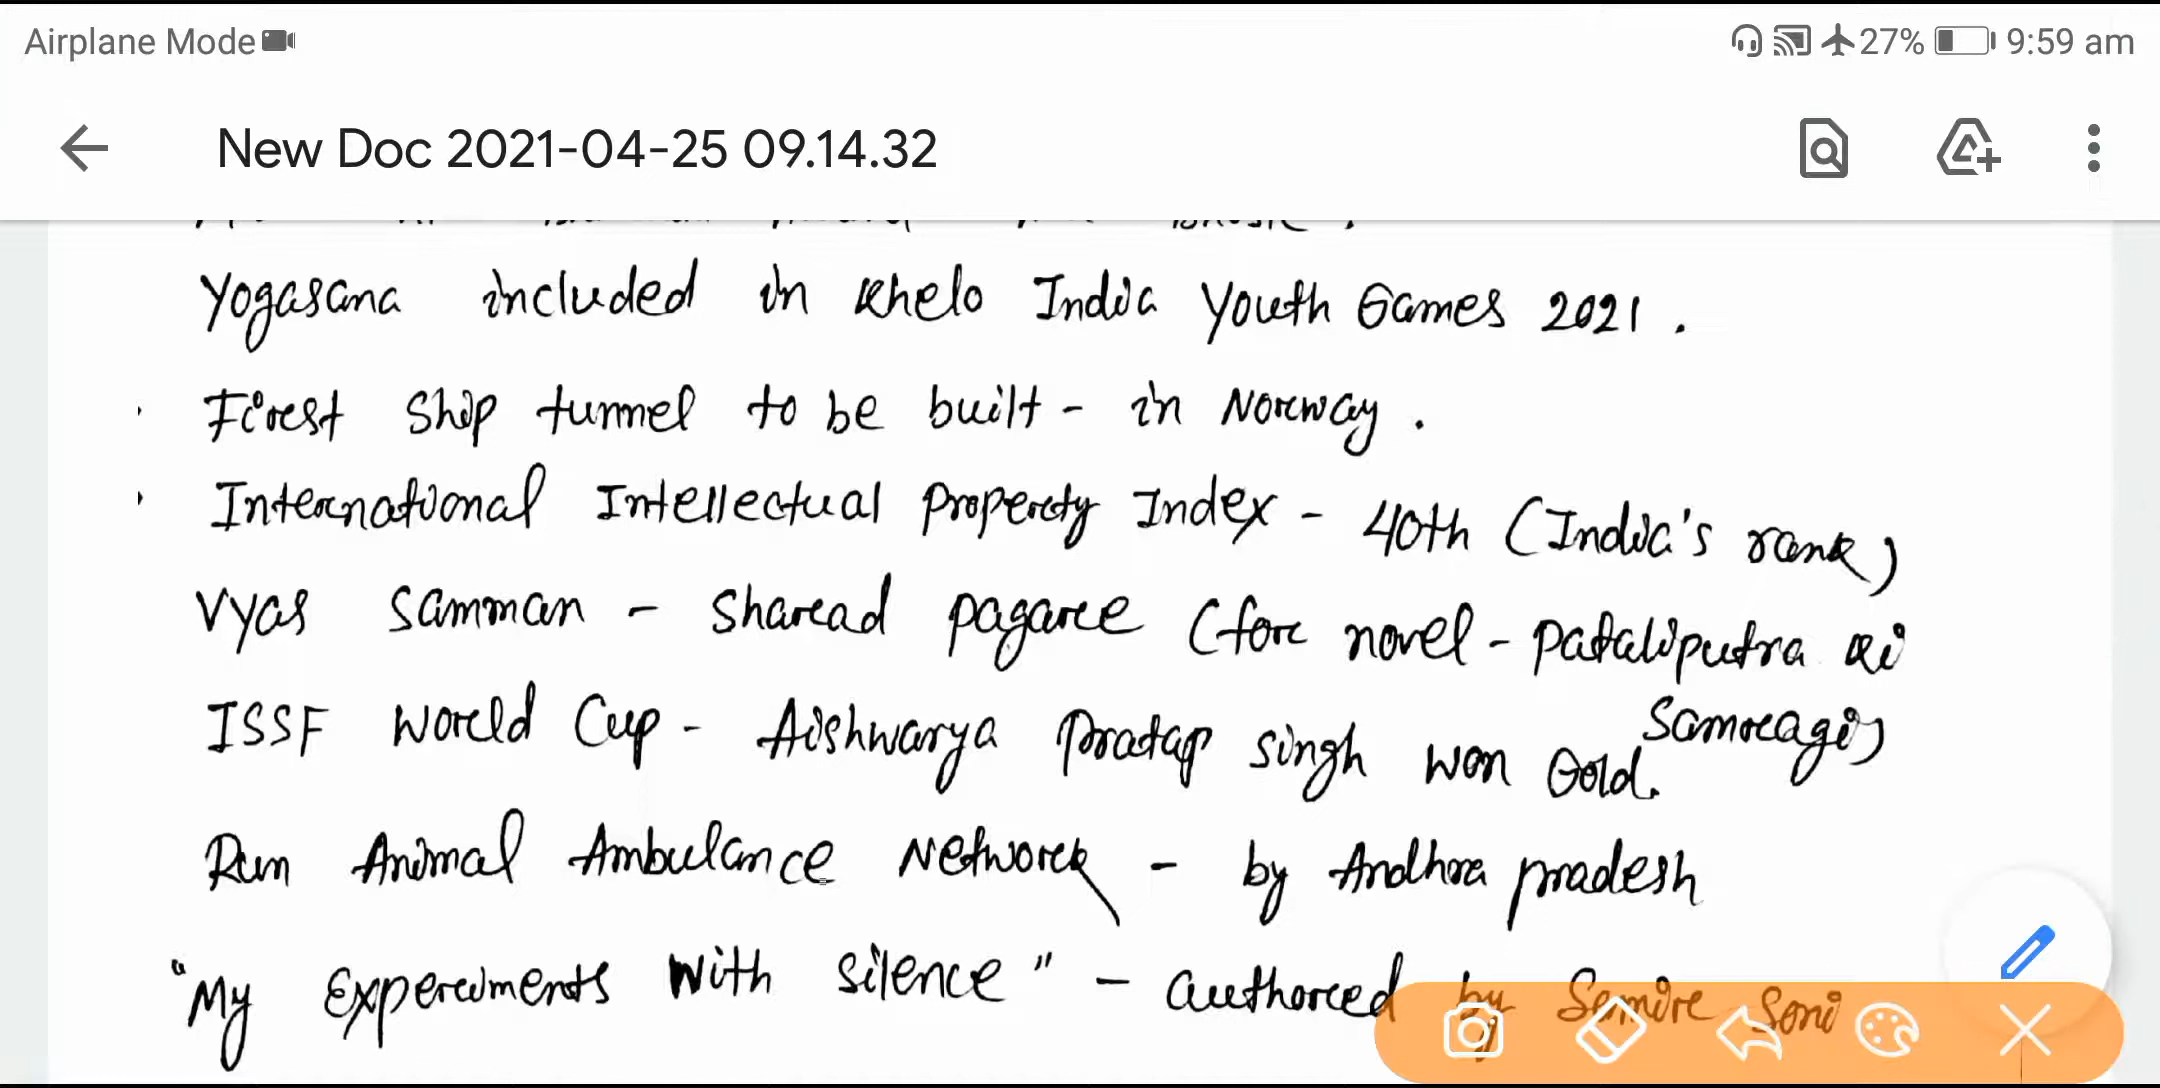 Airplane Mode 27% 9:59 am
New Doc 2021-04-25 09.14.32
Yogasana included in Khelo India Youth Games 2021.
First Ship tunnel to be built - in Norway.
International Intellectual Property Index - 40th (India's rank)
Vyas Samman - Sharad pagare (for novel - Pataliputra ki
Samragi)
ISSF World Cup - Aishwarya Pratap Singh won Gold.
Run Animal Ambulance Network - by Andhra pradesh
"My Experiments With Silence" - authored by Samir Soni